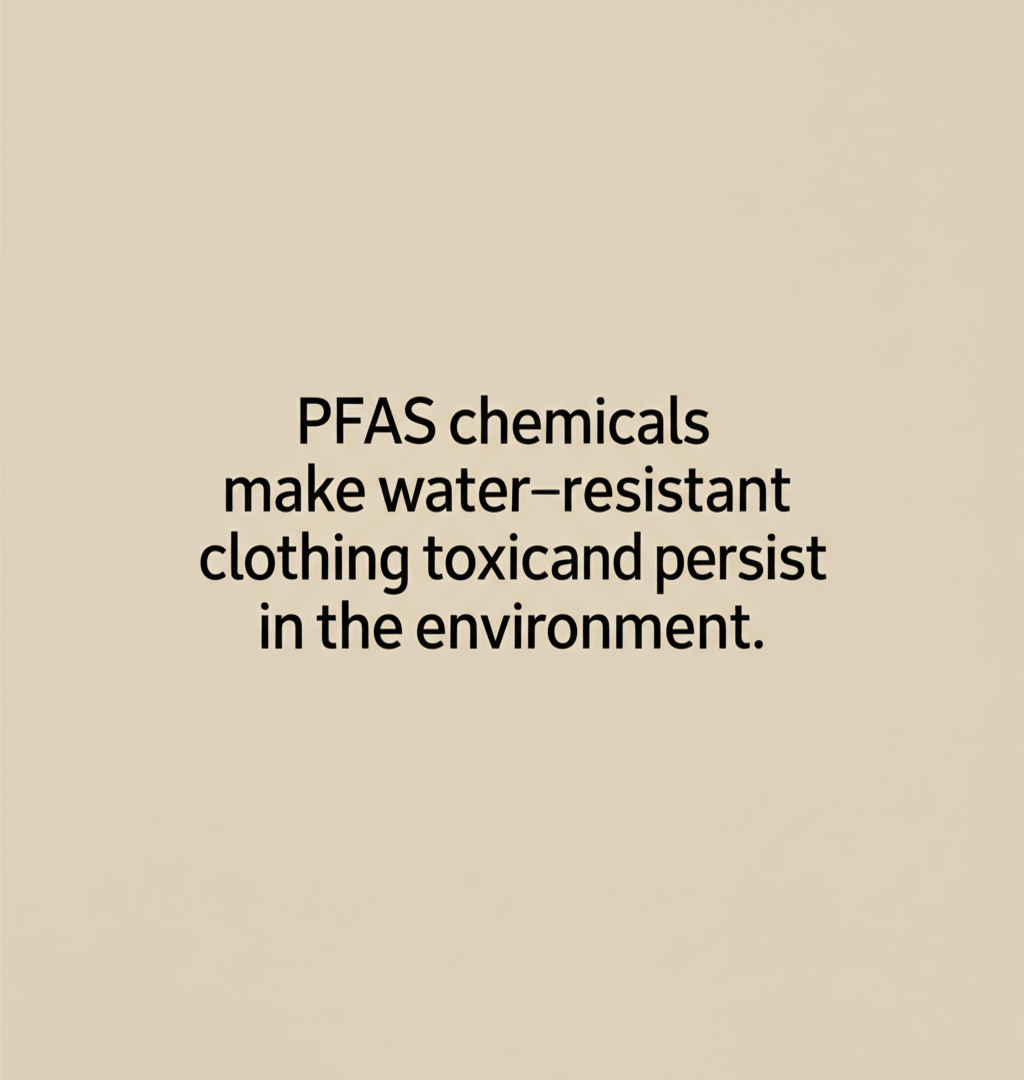 PFAS chemicals
make water–resistant
clothing toxicand persist
in the environment.